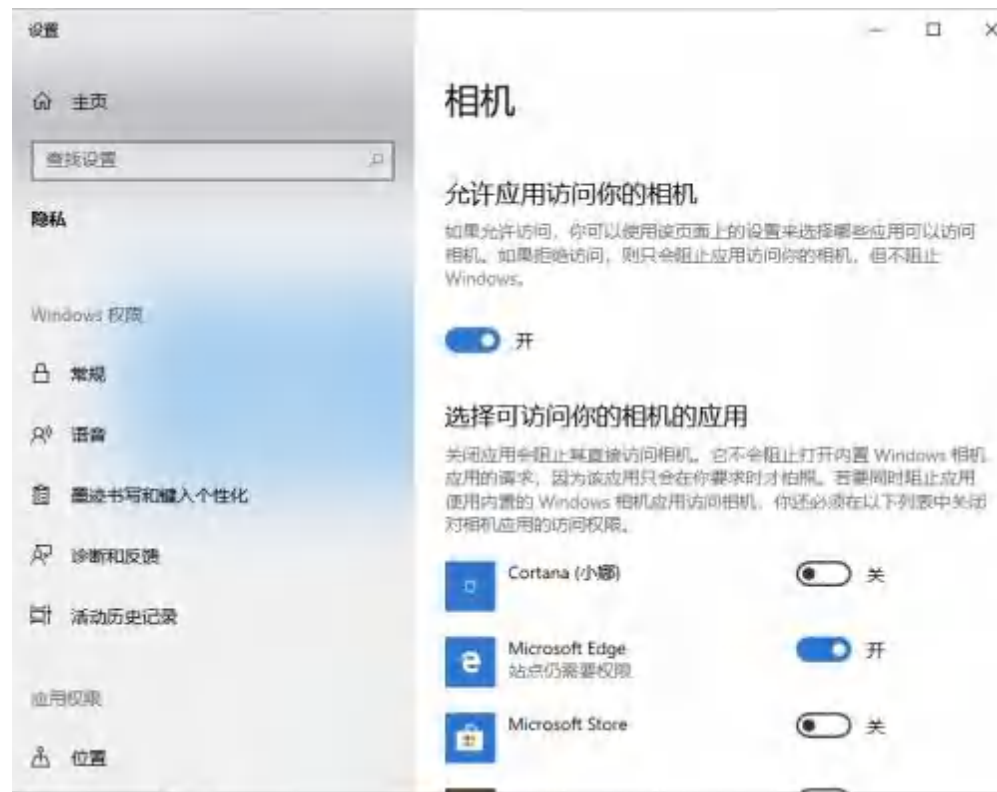 设置
主页
查找设置
隐私
Windows 权限
常规
语音
墨迹书写和键入个性化
诊断和反馈
活动历史记录
应用权限
位置
相机
允许应用访问你的相机
如果允许访问，你可以使用该页面上的设置来选择哪些应用可以访问
相机。如果拒绝访问，则只会阻止应用访问你的相机，但不阻止
Windows。
开
选择可访问你的相机的应用
关闭应用会阻止其直接访问相机。它不会阻止打开内置 Windows 相机
应用的请求，因为该应用只会在你要求时才拍照。若要同时阻止应用
使用内置的 Windows 相机应用访问相机，你还必须在以下列表中关闭
对相机应用的访问权限。
Cortana (小娜)
关
Microsoft Edge
站点仍需要权限
开
Microsoft Store
关